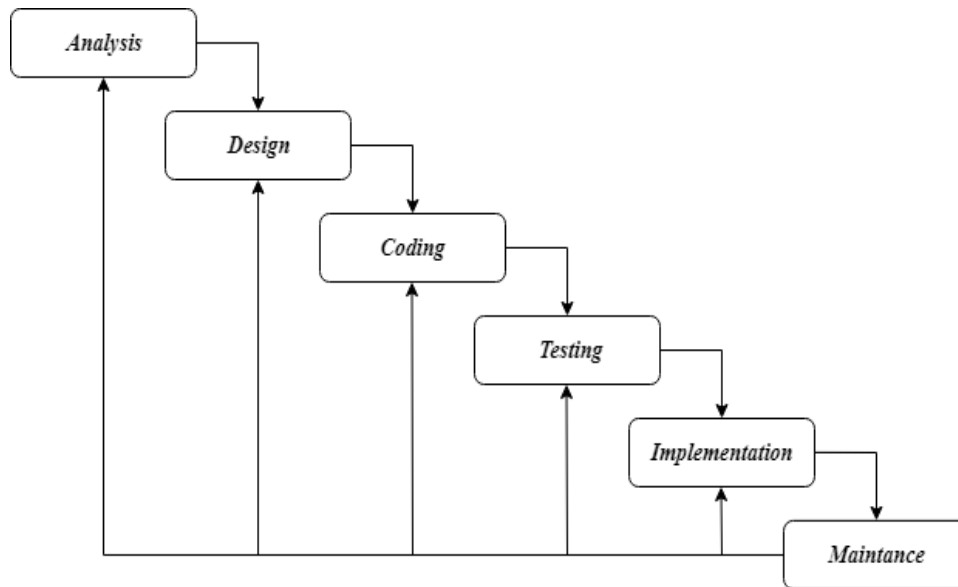 Analysis
Design
Coding
Testing
Implementation
Maintance